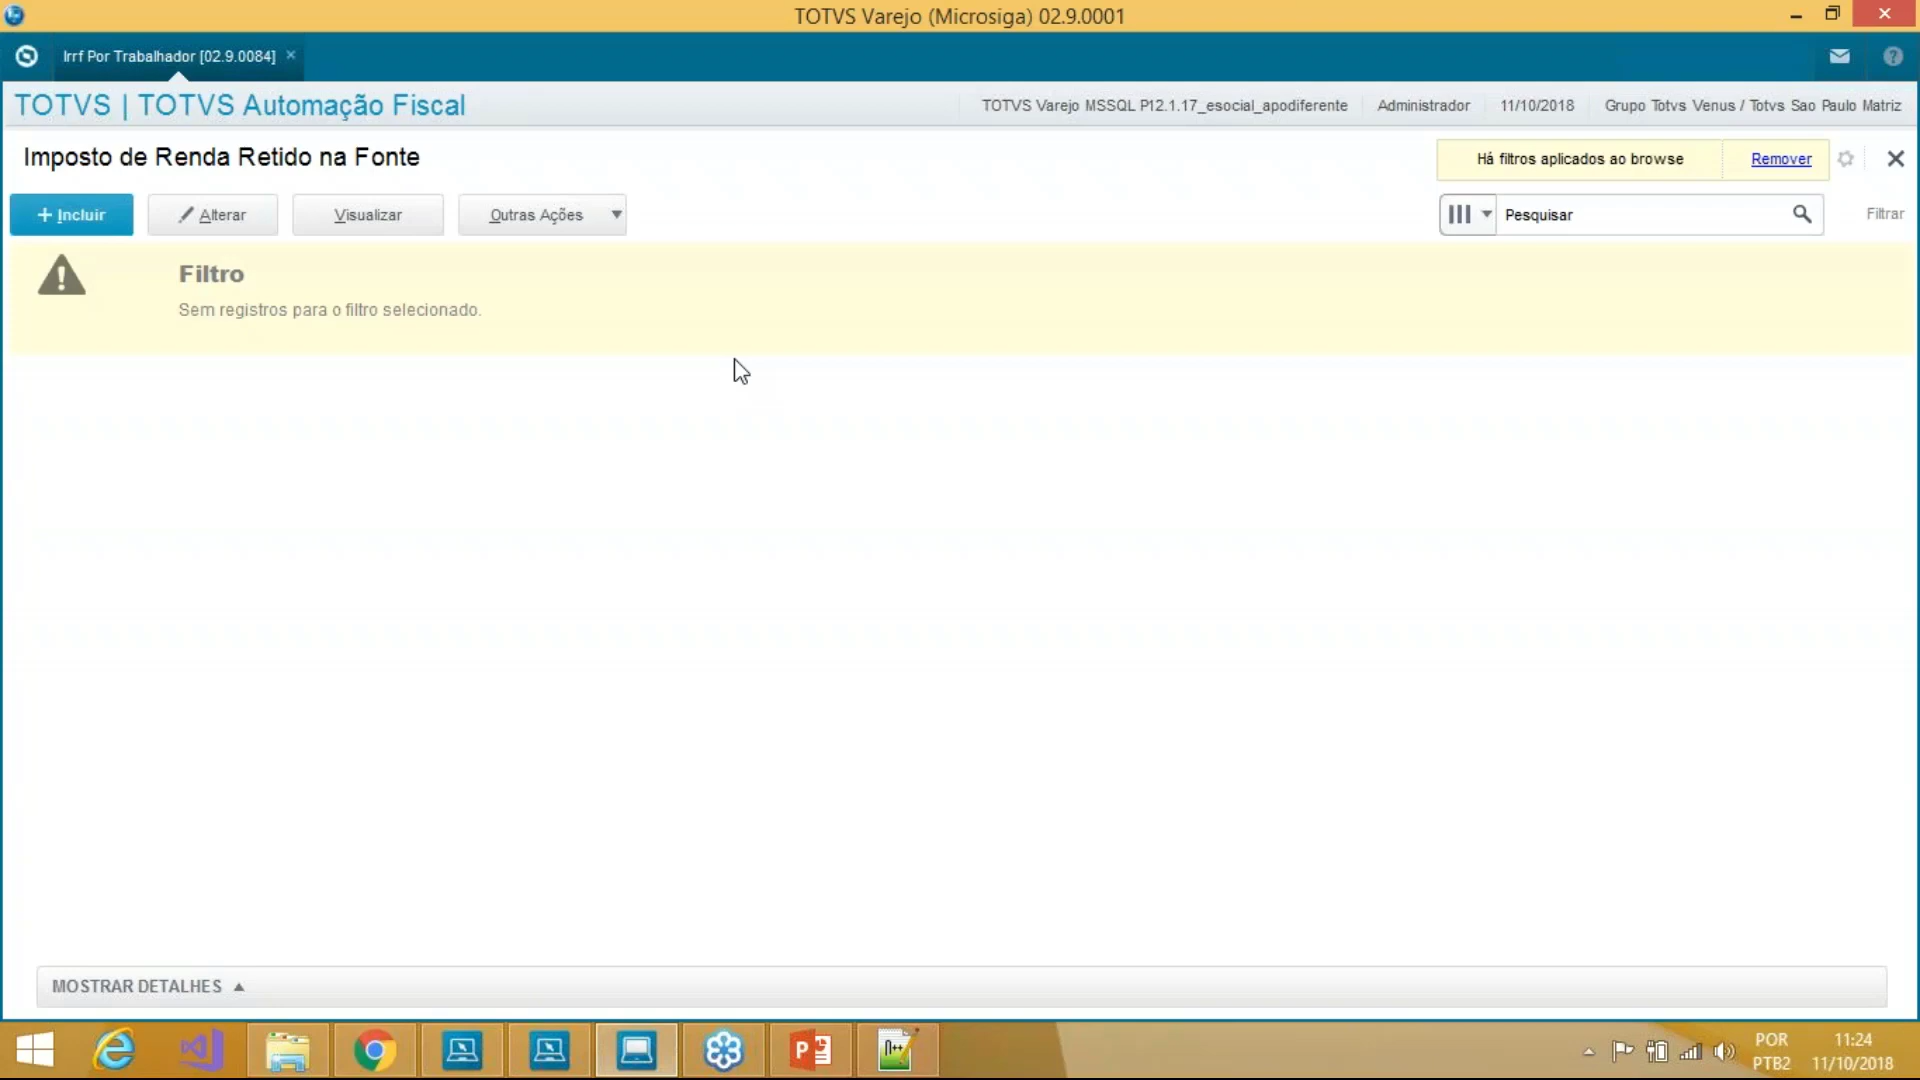 TOTVS Varejo (Microsiga) 02.9.0001
Irrf Por Trabalhador [02.9.0084]
TOTVS | TOTVS Automação Fiscal
TOTVS Varejo MSSQL P12.1.17_esocial_apodiferente
Administrador
11/10/2018
Grupo Totvs Venus / Totvs Sao Paulo Matriz
Imposto de Renda Retido na Fonte
Há filtros aplicados ao browse
Remover
+ Incluir
Alterar
Visualizar
Outras Ações
Pesquisar
Filtrar
Filtro
Sem registros para o filtro selecionado.
MOSTRAR DETALHES
POR
11:24
PTB2
11/10/2018